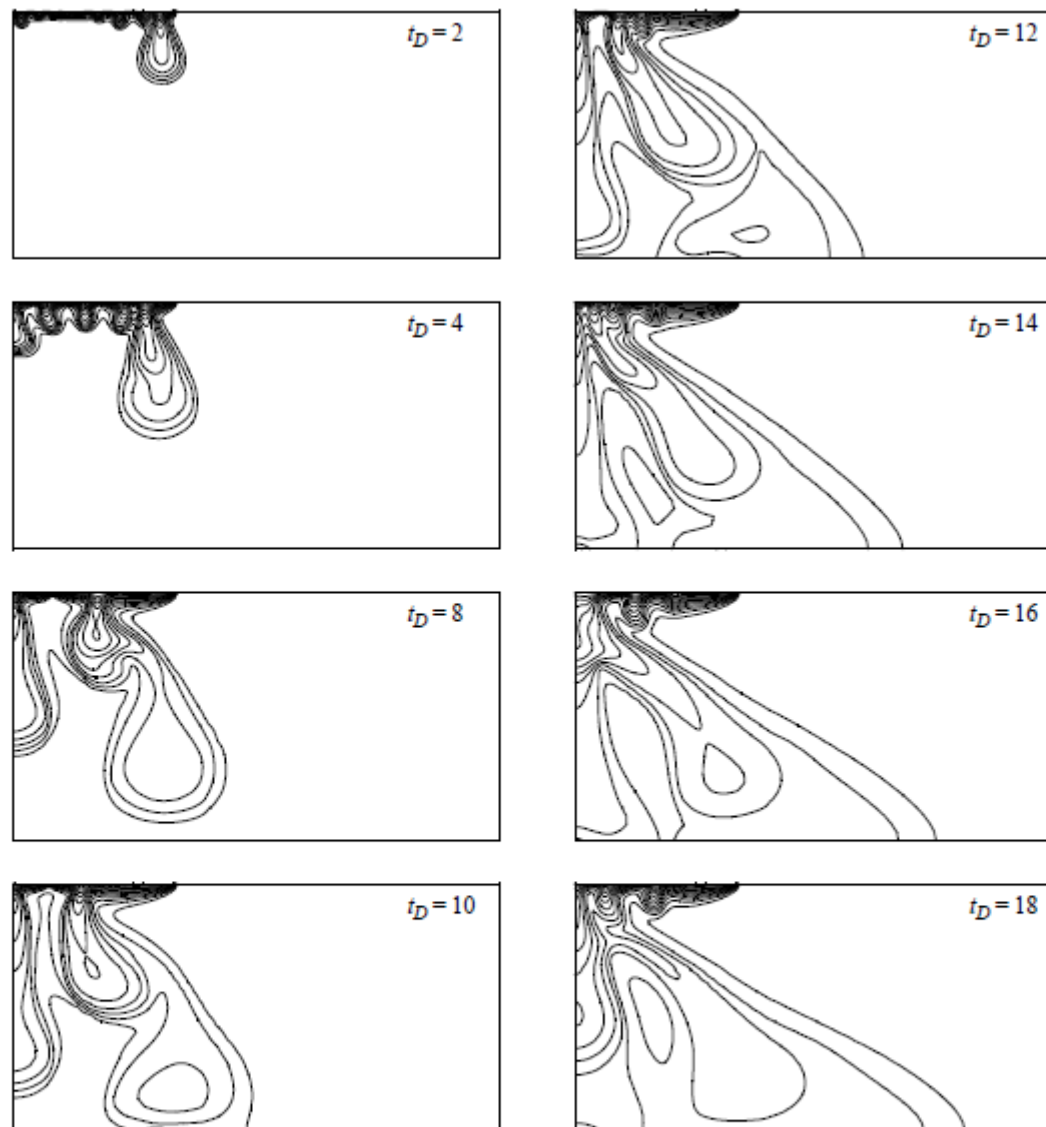 t_D = 2
t_D = 4
t_D = 8
t_D = 10
t_D = 12
t_D = 14
t_D = 16
t_D = 18